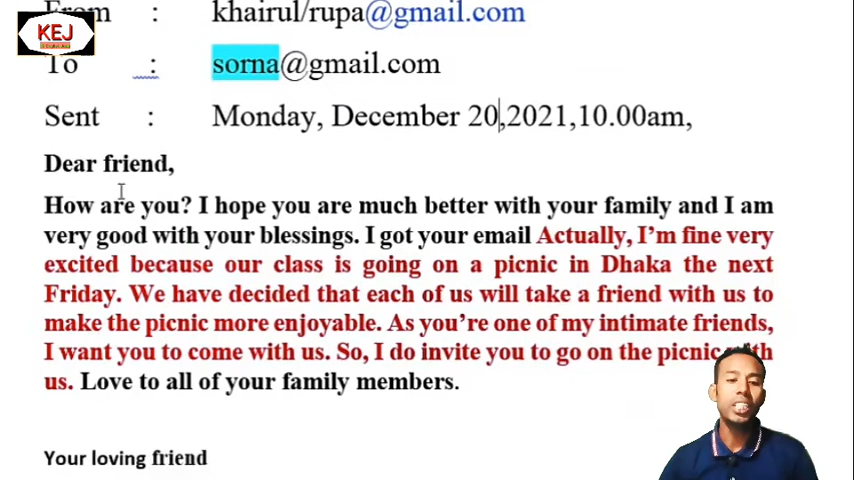 From : khairul/rupa@gmail.com
KEJ
To : sorna@gmail.com
Sent : Monday, December 20,2021,10.00am,
Dear friend,
How are you? I hope you are much better with your family and I am
very good with your blessings. I got your email Actually, I’m fine very
excited because our class is going on a picnic in Dhaka the next
Friday. We have decided that each of us will take a friend with us to
make the picnic more enjoyable. As you’re one of my intimate friends,
I want you to come with us. So, I do invite you to go on the picnic with
us. Love to all of your family members.
Your loving friend